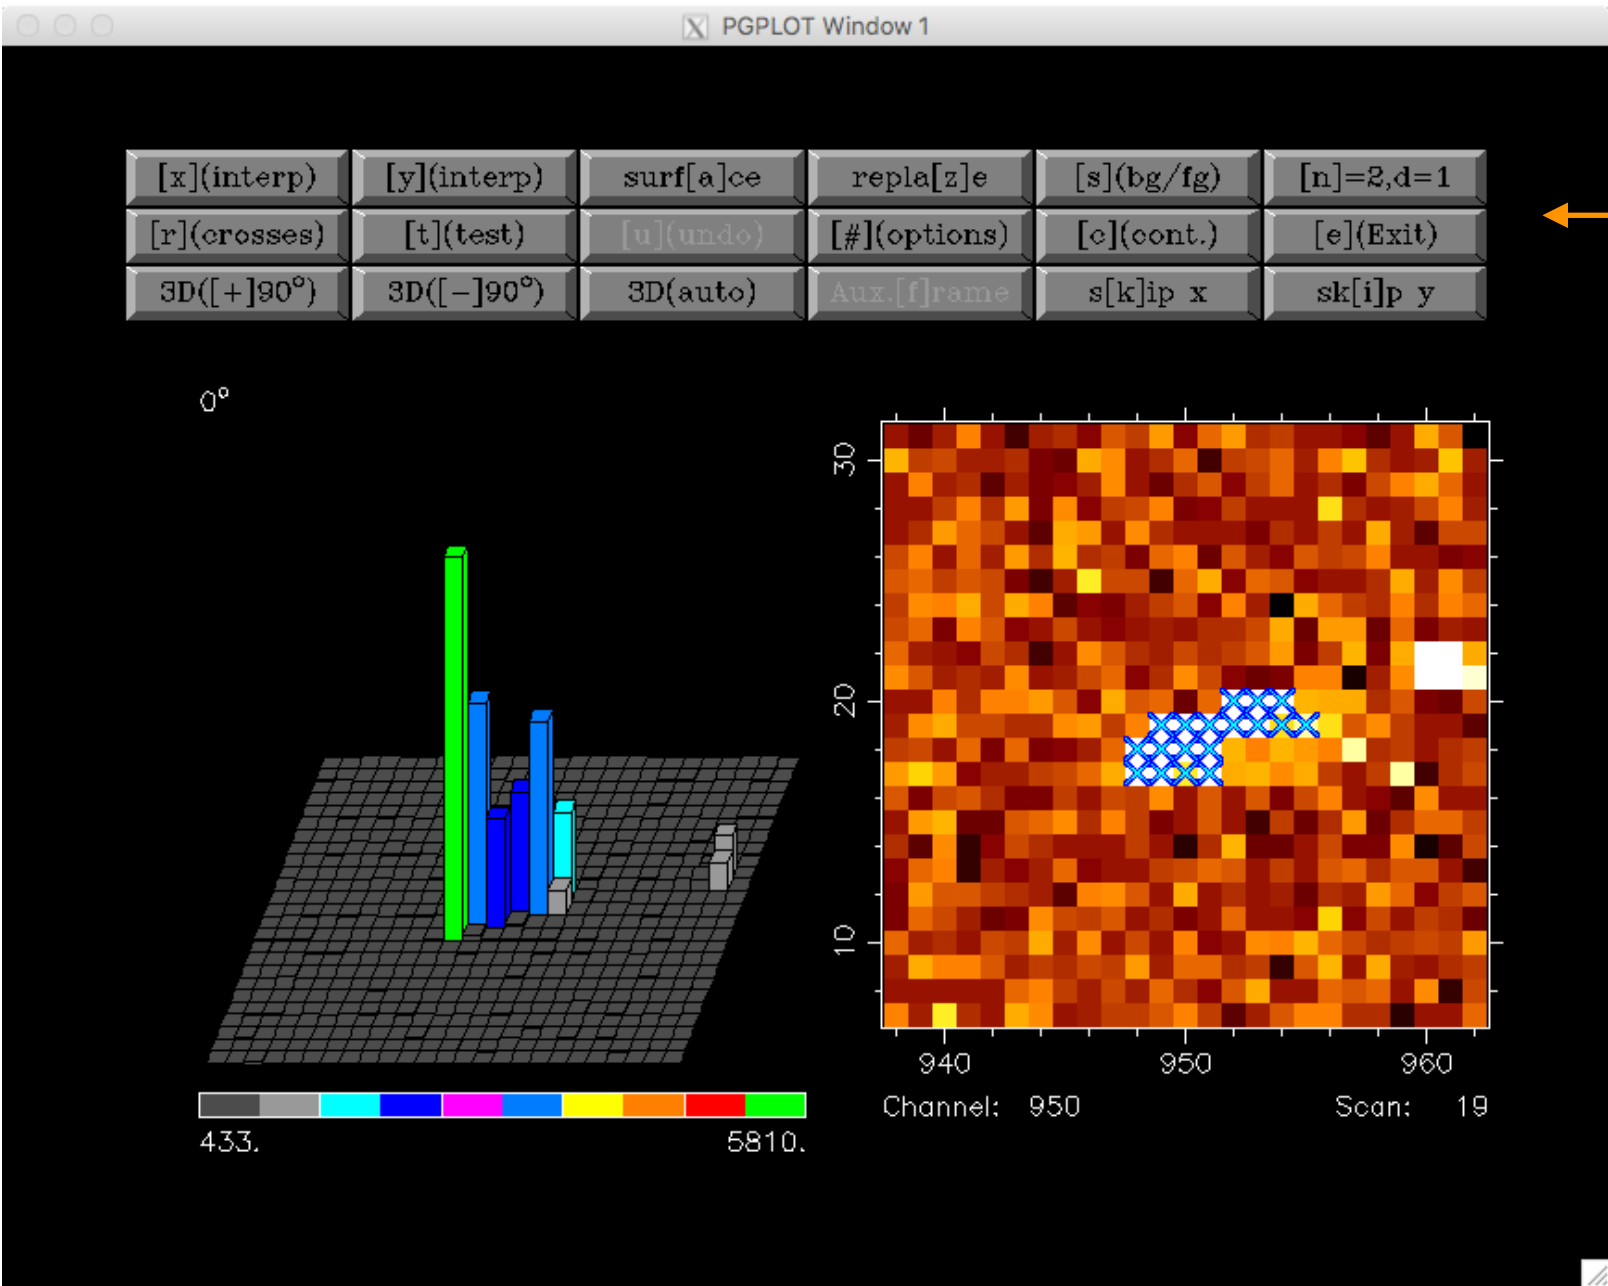 PGPLOT Window 1
[x](interp) [y](interp) surf[a]ce repla[z]e [s](bg/fg) [n]=2,d=1
[r](crosses) [t](test) [u](undo) [#](options) [c](cont.) [e](Exit)
3D([+]90°) 3D([-]90°) 3D(auto) Aux.[f]rame s[k]ip x sk[i]p y
0°
30
20
10
940 950 960
Channel: 950 Scan: 19
433. 5810.